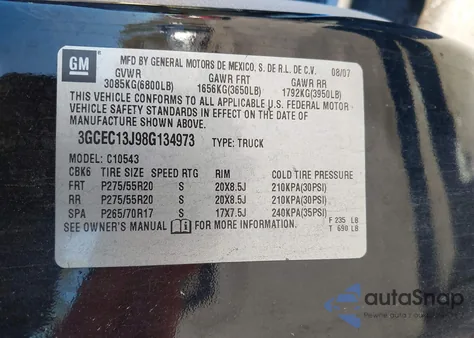 GM
MFD BY GENERAL MOTORS DE MEXICO, S. DE R.L. DE C.V. 08/07
GVWR GAWR FRT GAWR RR
3085KG(6800LB) 1656KG(3650LB) 1792KG(3950LB)
THIS VEHICLE CONFORMS TO ALL APPLICABLE U.S. FEDERAL MOTOR
VEHICLE SAFETY STANDARDS IN EFFECT ON THE DATE OF
MANUFACTURE SHOWN ABOVE.
3GCEC13J98G134973 TYPE: TRUCK
MODEL: C10543
CBK6 TIRE SIZE SPEED RTG RIM COLD TIRE PRESSURE
FRT P275/55R20 S 20X8.5J 210KPA(30PSI)
RR P275/55R20 S 20X8.5J 210KPA(30PSI)
SPA P265/70R17 S 17X7.5J 240KPA(35PSI)
SEE OWNER'S MANUAL FOR MORE INFORMATION
F 235 LB
T 690 LB
autoSnap